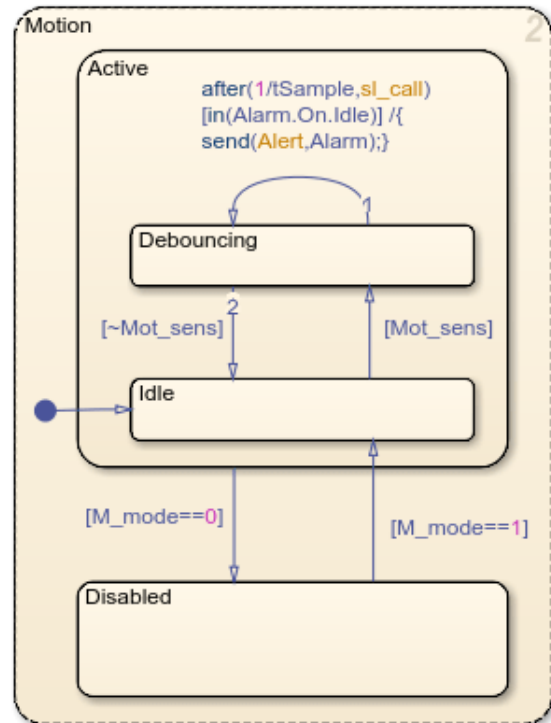 Motion
2
Active
after(1/tSample,sl_call)
[in(Alarm.On.Idle)] /{
send(Alert,Alarm);}
1
Debouncing
2
[~Mot_sens]
[Mot_sens]
Idle
[M_mode==0]
[M_mode==1]
Disabled